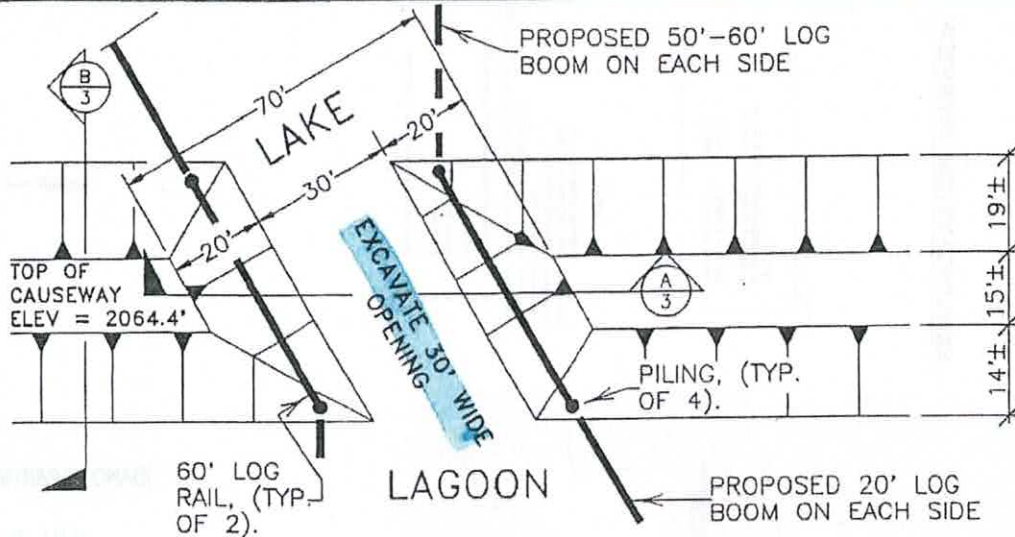 PROPOSED 50'-60' LOG
BOOM ON EACH SIDE
B
3
70'
LAKE
20'
30'
20'
19'±
15'±
14'±
TOP OF
CAUSEWAY
ELEV = 2064.4'
EXCAVATE 30' WIDE
OPENING
A
3
PILING, (TYP.
OF 4).
60' LOG
RAIL, (TYP.
OF 2).
LAGOON
PROPOSED 20' LOG
BOOM ON EACH SIDE